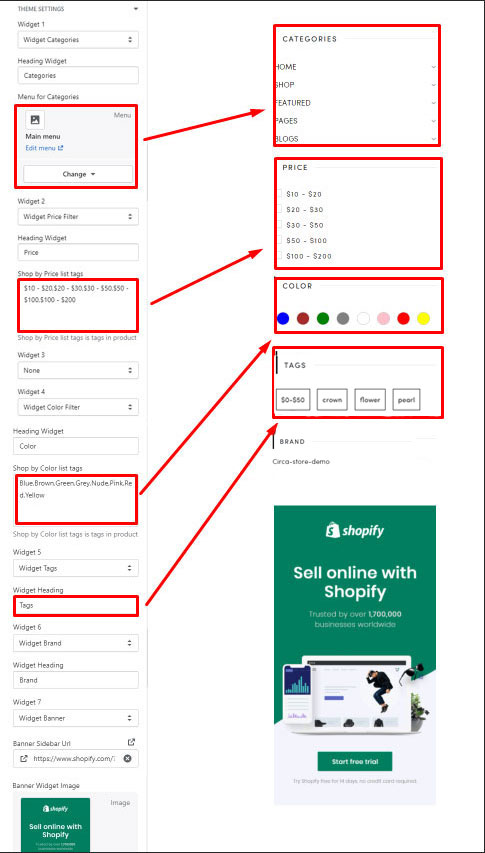 THEME SETTINGS
Widget 1
Widget Categories
Heading Widget
Categories
Menu for Categories
Menu
Main menu
Edit menu
Change
Widget 2
Widget Price Filter
Heading Widget
Price
Shop by Price list tags
$10 - $20,$20 - $30,$30 - $50,$50 -
$100,$100 - $200
Shop by Price list tags is tags in product
Widget 3
None
Widget 4
Widget Color Filter
Heading Widget
Color
Shop by Color list tags
Blue,Brown,Green,Grey,Nude,Pink,Re
d,Yellow
Shop by Color list tags is tags in product
Widget 5
Widget Tags
Widget Heading
Tags
Widget 6
Widget Brand
Widget Heading
Brand
Widget 7
Widget Banner
Banner Sidebar Url
https://www.shopify.com/
Banner Widget Image
Image
shopify
Sell online with
Shopify
Trusted by over 1,700,000
CATEGORIES
HOME
SHOP
FEATURED
PAGES
BLOGS
PRICE
$10 - $20
$20 - $30
$30 - $50
$50 - $100
$100 - $200
COLOR
TAGS
$0-$50 crown flower pearl
BRAND
Circa-store-demo
shopify
Sell online with
Shopify
Trusted by over 1,700,000
businesses worldwide
Start free trial
Try Shopify free for 14 days, no credit card required.